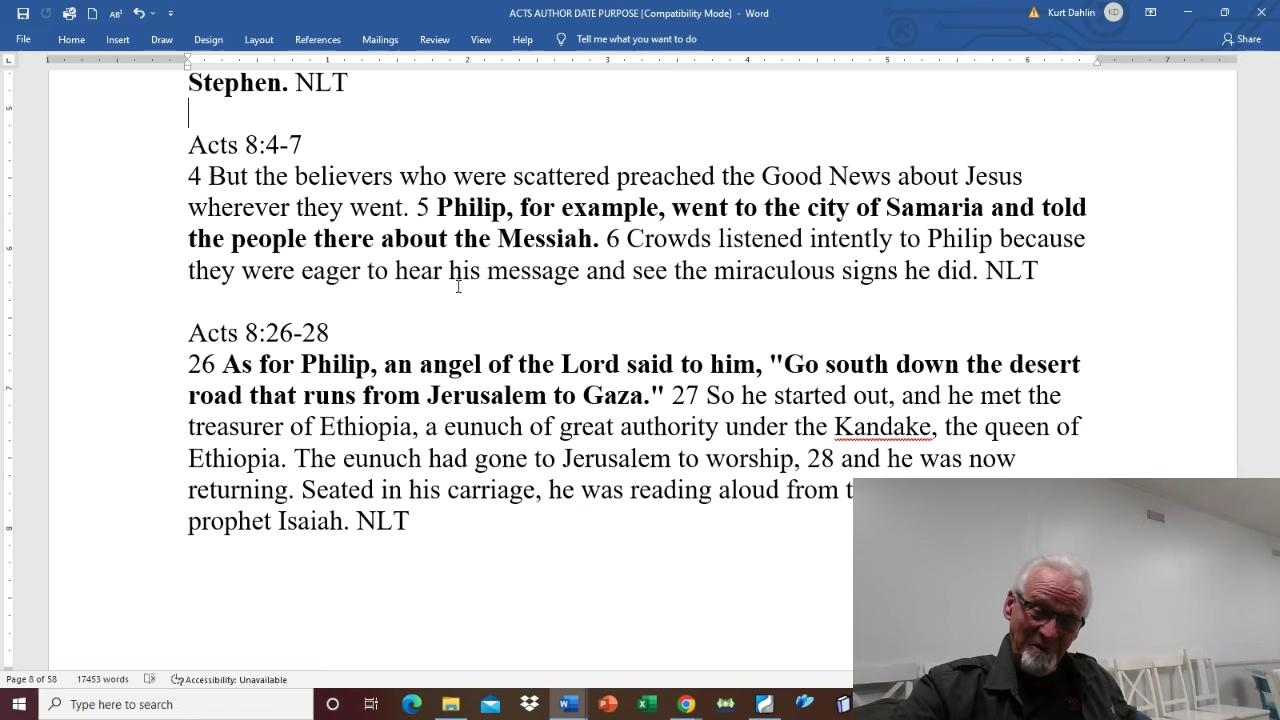 ACTS AUTHOR DATE PURPOSE [Compatibility Mode] - Word
Kurt Dahlin
KD
File Home Insert Draw Design Layout References Mailings Review View Help Tell me what you want to do
Share
1 1 2 3 4 5 6 7
Stephen. NLT
Acts 8:4-7
4 But the believers who were scattered preached the Good News about Jesus
wherever they went. 5 Philip, for example, went to the city of Samaria and told
the people there about the Messiah. 6 Crowds listened intently to Philip because
they were eager to hear his message and see the miraculous signs he did. NLT
Acts 8:26-28
26 As for Philip, an angel of the Lord said to him, "Go south down the desert
road that runs from Jerusalem to Gaza." 27 So he started out, and he met the
treasurer of Ethiopia, a eunuch of great authority under the Kandake, the queen of
Ethiopia. The eunuch had gone to Jerusalem to worship, 28 and he was now
returning. Seated in his carriage, he was reading aloud from
prophet Isaiah. NLT
Page 8 of 58 17453 words Accessibility: Unavailable
Type here to search